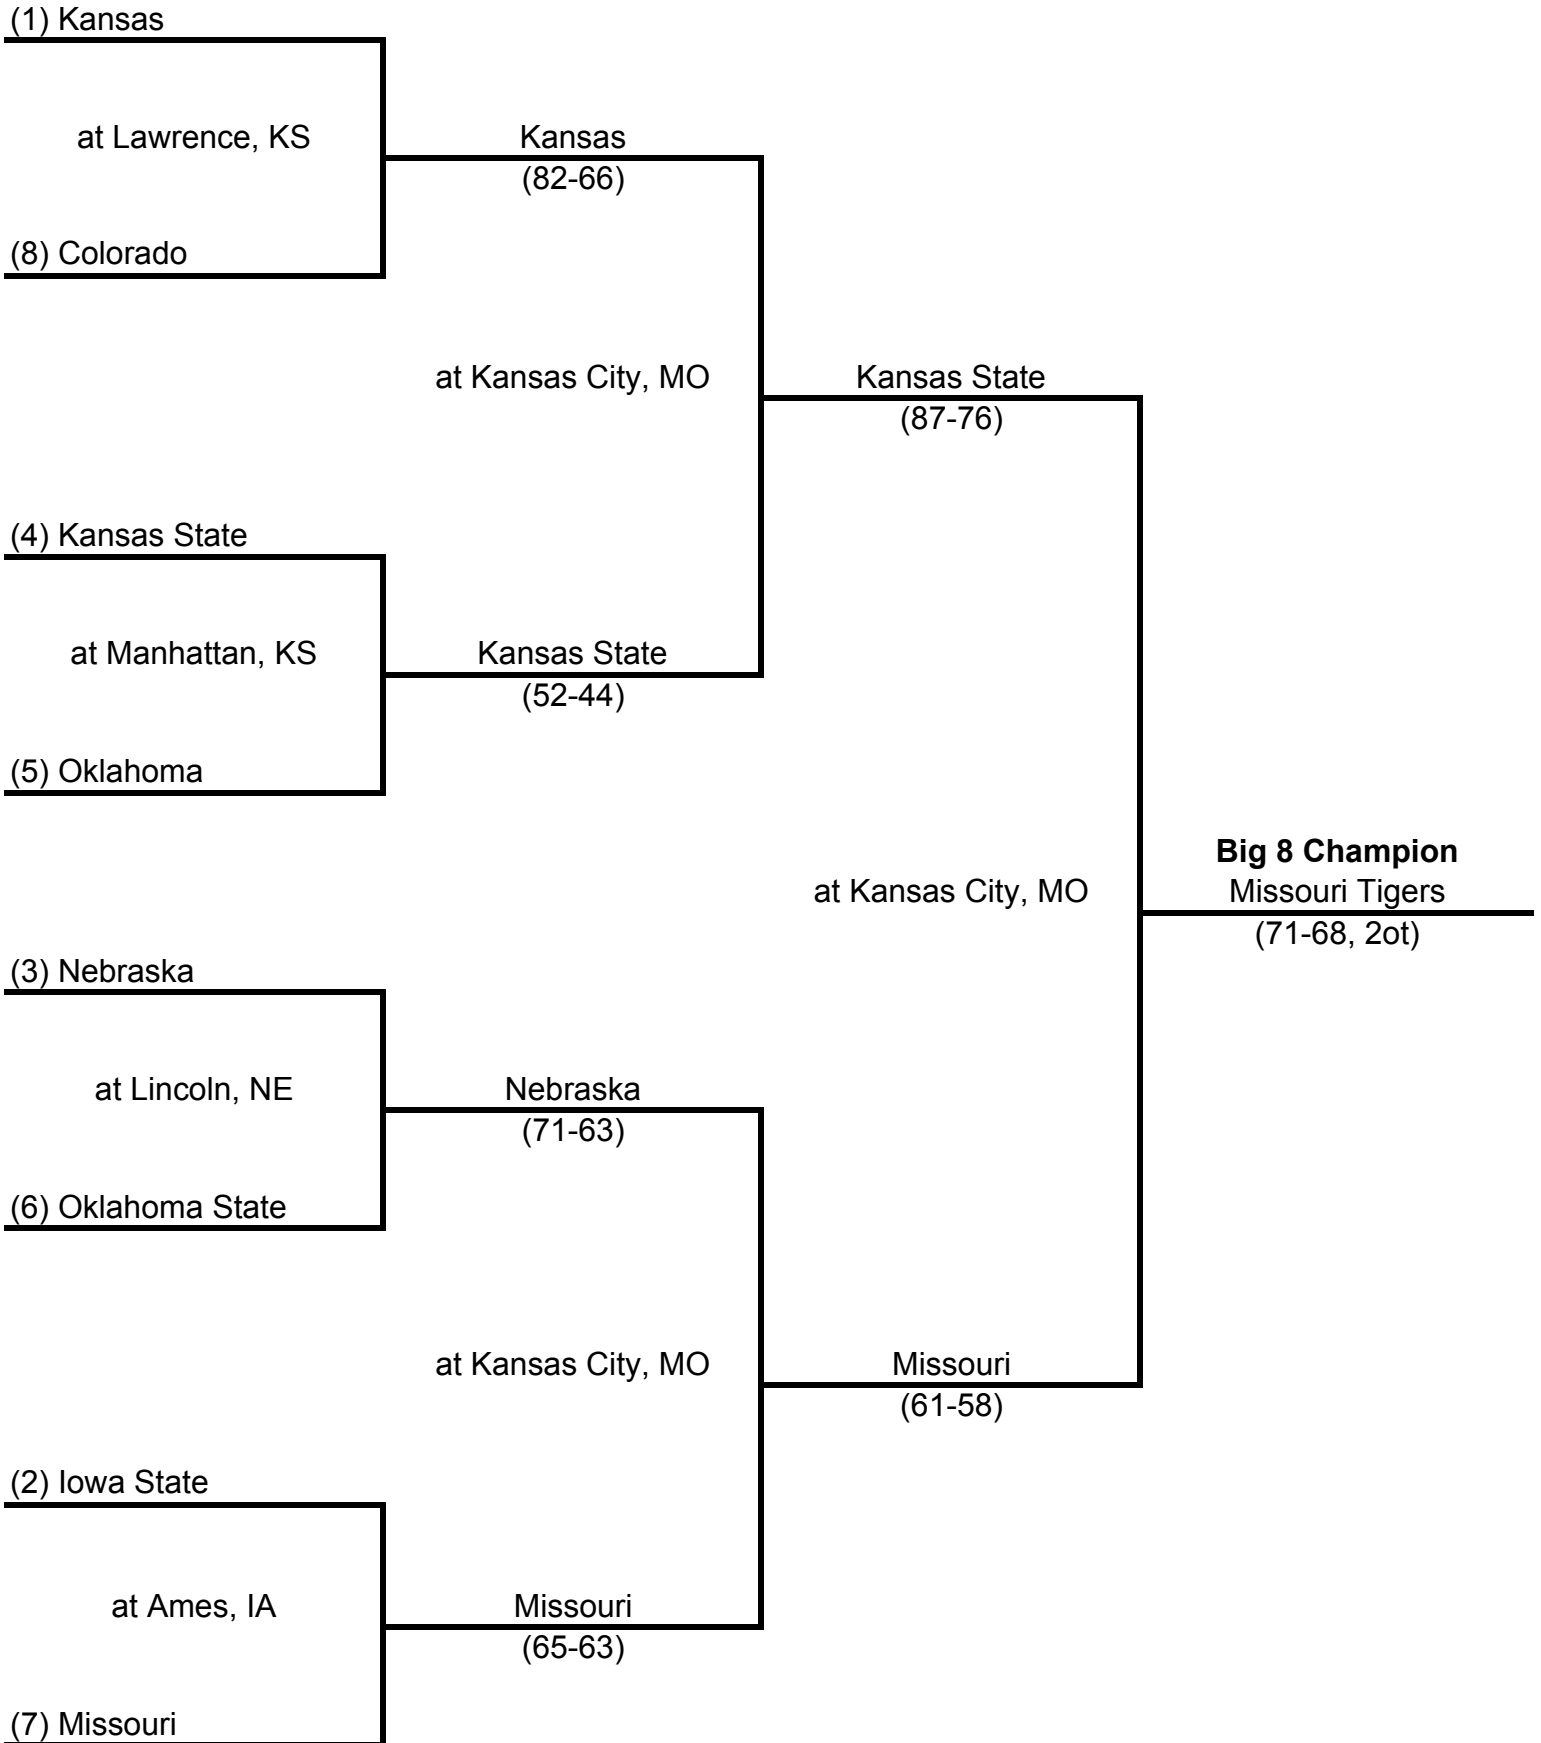 (1) Kansas
at Lawrence, KS
Kansas
(82-66)
(8) Colorado
at Kansas City, MO
Kansas State
(87-76)
(4) Kansas State
at Manhattan, KS
Kansas State
(52-44)
(5) Oklahoma
Big 8 Champion
at Kansas City, MO
Missouri Tigers
(71-68, 2ot)
(3) Nebraska
at Lincoln, NE
Nebraska
(71-63)
(6) Oklahoma State
at Kansas City, MO
Missouri
(61-58)
(2) Iowa State
at Ames, IA
Missouri
(65-63)
(7) Missouri